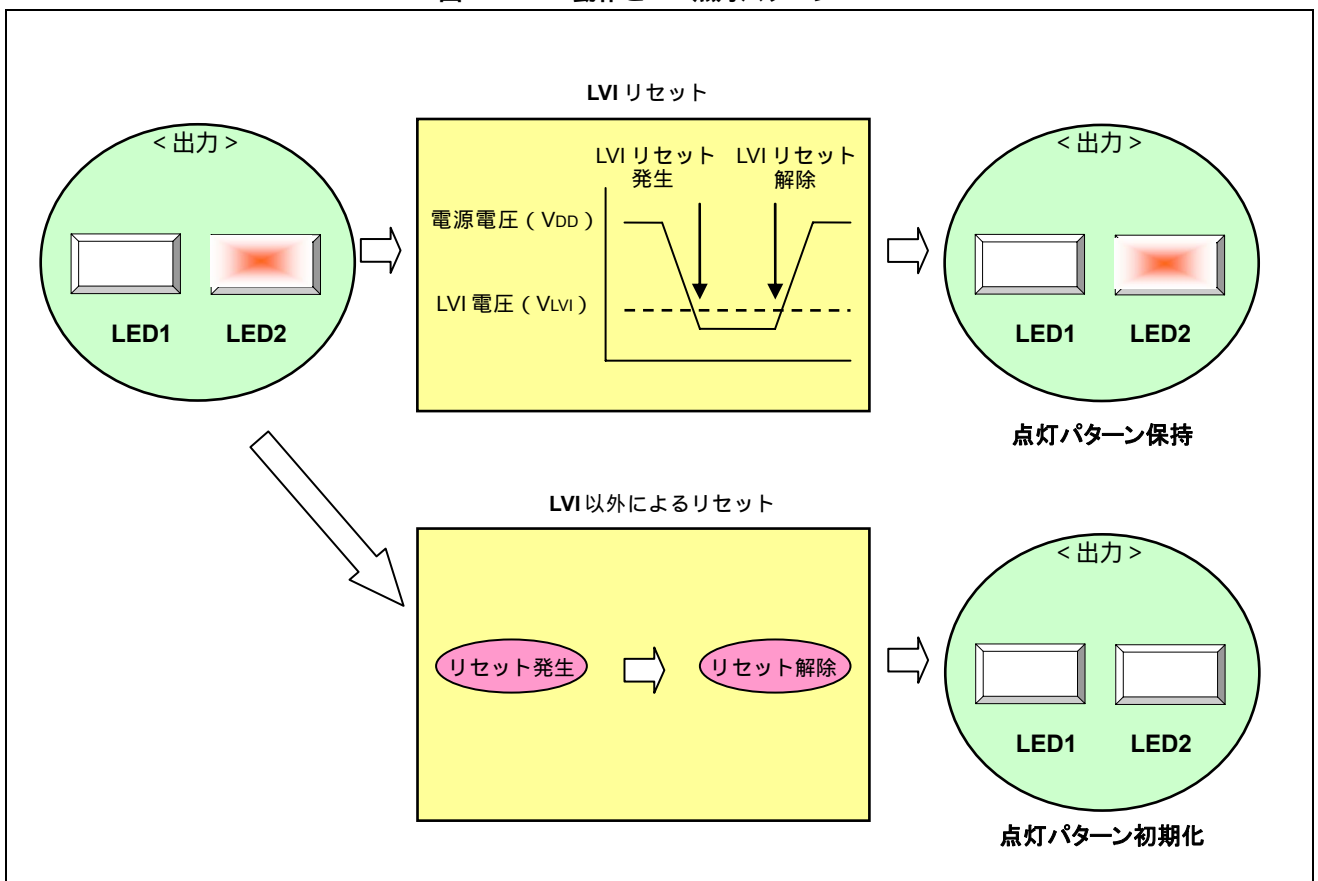 LVI リセット
<出力>
LED1 LED2
LVI リセット 発生
LVI リセット 解除
電源電圧(VDD)
LVI 電圧(VLVI)
<出力>
LED1 LED2
点灯パターン保持
LVI 以外によるリセット
リセット発生
リセット解除
<出力>
LED1 LED2
点灯パターン初期化